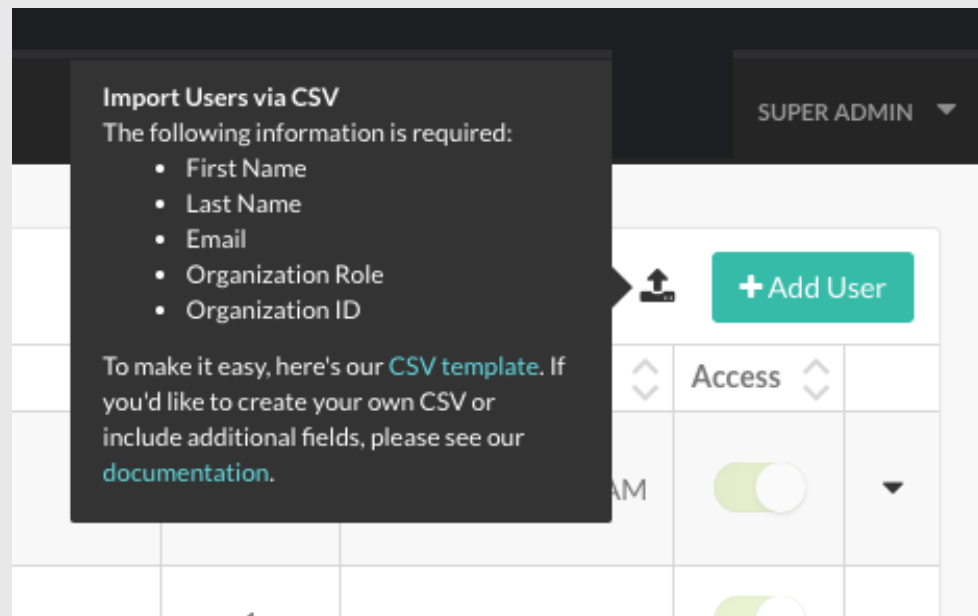 Import Users via CSV
The following information is required:
• First Name
• Last Name
• Email
• Organization Role
• Organization ID
To make it easy, here's our CSV template. If
you'd like to create your own CSV or
include additional fields, please see our
documentation.
SUPER ADMIN
+ Add User
Access
AM